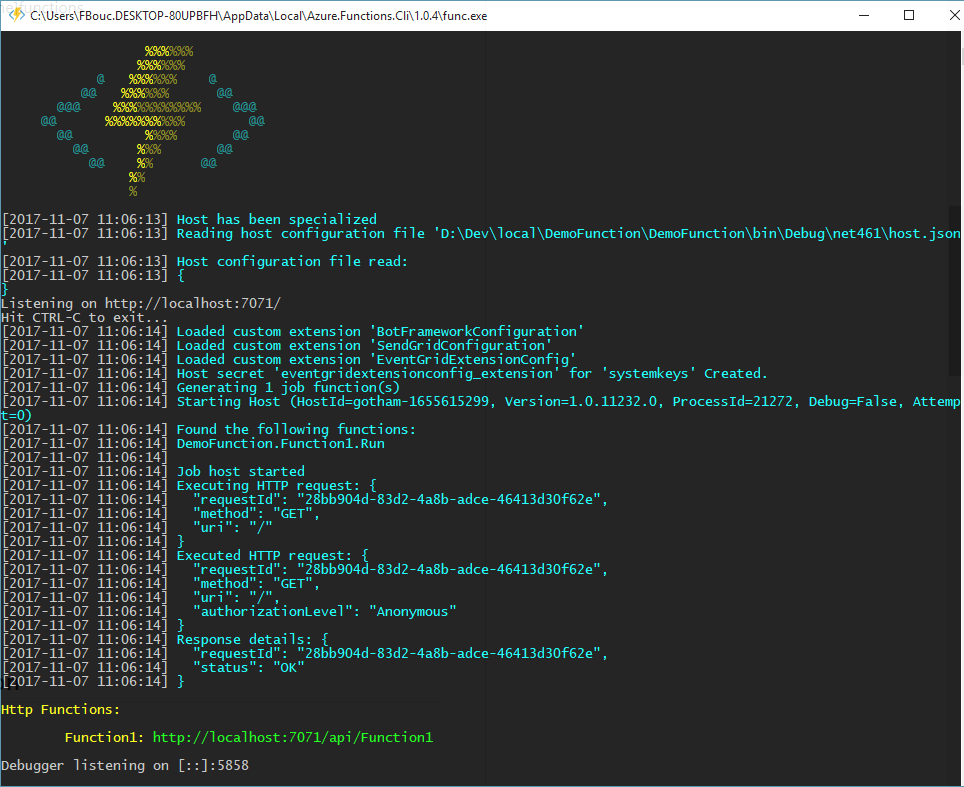 C:\Users\FBouc.DESKTOP-80UPBFH\AppData\Local\Azure.Functions.Cli\1.0.4\func.exe
                  %%%%%%
                 %%%%%%
            @   %%%%%%    @
          @@   %%%%%%      @@
       @@@    %%%%%%%%%%%    @@@
     @@      %%%%%%%%%%        @@
       @@         %%%%       @@
         @@      %%%       @@
           @@    %%      @@
                %%
                %
[2017-11-07 11:06:13] Host has been specialized
[2017-11-07 11:06:13] Reading host configuration file 'D:\Dev\local\DemoFunction\DemoFunction\bin\Debug\net461\host.json
'
[2017-11-07 11:06:13] Host configuration file read:
[2017-11-07 11:06:13] {
}
Listening on http://localhost:7071/
Hit CTRL-C to exit...
[2017-11-07 11:06:14] Loaded custom extension 'BotFrameworkConfiguration'
[2017-11-07 11:06:14] Loaded custom extension 'SendGridConfiguration'
[2017-11-07 11:06:14] Loaded custom extension 'EventGridExtensionConfig'
[2017-11-07 11:06:14] Host secret 'eventgridextensionconfig_extension' for 'systemkeys' Created.
[2017-11-07 11:06:14] Generating 1 job function(s)
[2017-11-07 11:06:14] Starting Host (HostId=gotham-1655615299, Version=1.0.11232.0, ProcessId=21272, Debug=False, Attemp
t=0)
[2017-11-07 11:06:14] Found the following functions:
[2017-11-07 11:06:14] DemoFunction.Function1.Run
[2017-11-07 11:06:14]
[2017-11-07 11:06:14] Job host started
[2017-11-07 11:06:14] Executing HTTP request: {
[2017-11-07 11:06:14]   "requestId": "28bb904d-83d2-4a8b-adce-46413d30f62e",
[2017-11-07 11:06:14]   "method": "GET",
[2017-11-07 11:06:14]   "uri": "/"
[2017-11-07 11:06:14] }
[2017-11-07 11:06:14] Executed HTTP request: {
[2017-11-07 11:06:14]   "requestId": "28bb904d-83d2-4a8b-adce-46413d30f62e",
[2017-11-07 11:06:14]   "method": "GET",
[2017-11-07 11:06:14]   "uri": "/",
[2017-11-07 11:06:14]   "authorizationLevel": "Anonymous"
[2017-11-07 11:06:14] }
[2017-11-07 11:06:14] Response details: {
[2017-11-07 11:06:14]   "requestId": "28bb904d-83d2-4a8b-adce-46413d30f62e",
[2017-11-07 11:06:14]   "status": "OK"
[2017-11-07 11:06:14] }
Http Functions:
        Function1: http://localhost:7071/api/Function1
Debugger listening on [::]:5858